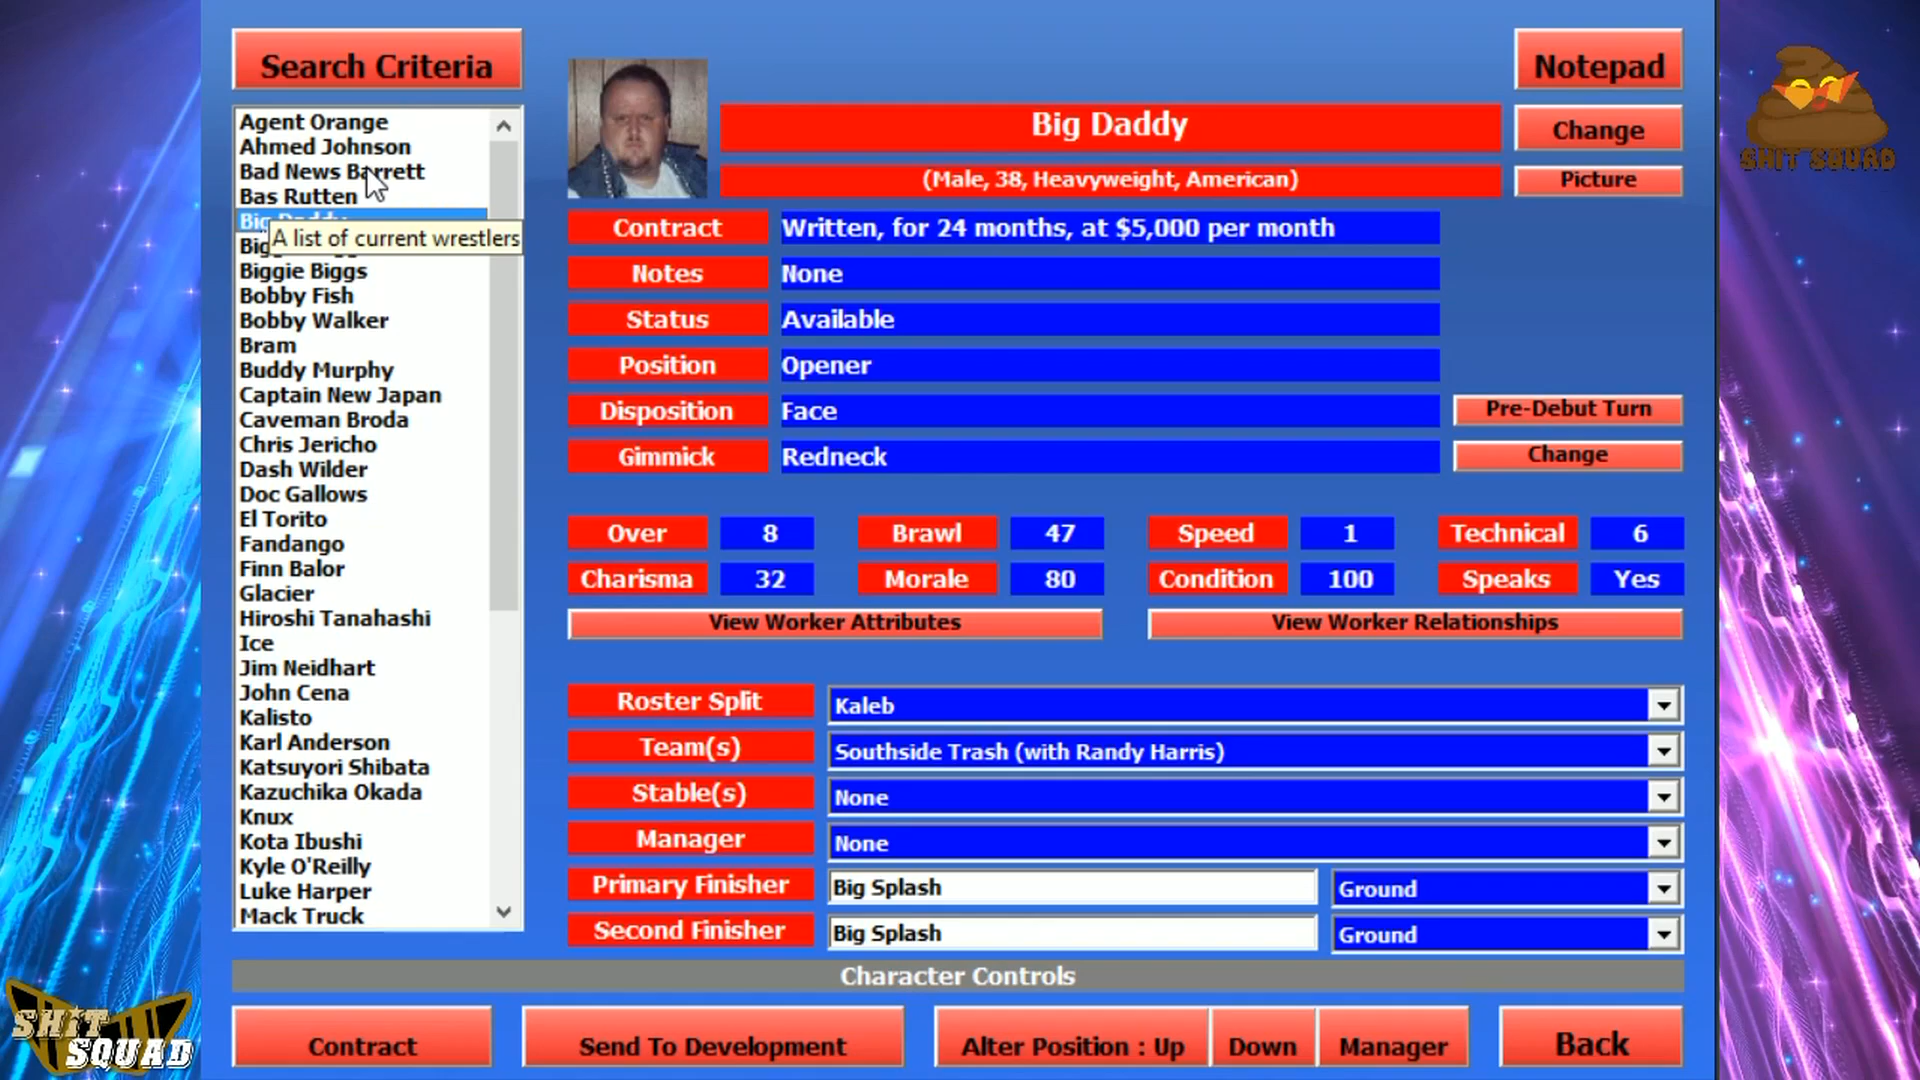 Search Criteria
Notepad
Agent Orange
Ahmed Johnson
Bad News Barrett
Bas Rutten
A list of current wrestlers
Biggie Biggs
Bobby Fish
Bobby Walker
Bram
Buddy Murphy
Captain New Japan
Caveman Broda
Chris Jericho
Dash Wilder
Doc Gallows
El Torito
Fandango
Finn Balor
Glacier
Hiroshi Tanahashi
Ice
Jim Neidhart
John Cena
Kalisto
Karl Anderson
Katsuyori Shibata
Kazuchika Okada
Knux
Kota Ibushi
Kyle O'Reilly
Luke Harper
Mack Truck
Big Daddy
Change
(Male, 38, Heavyweight, American)
Picture
Contract Written, for 24 months, at $5,000 per month
Notes None
Status Available
Position Opener
Disposition Face Pre-Debut Turn
Gimmick Redneck Change
Over 8 Brawl 47 Speed 1 Technical 6
Charisma 32 Morale 80 Condition 100 Speaks Yes
View Worker Attributes View Worker Relationships
Roster Split Kaleb
Team(s) Southside Trash (with Randy Harris)
Stable(s) None
Manager None
Primary Finisher Big Splash Ground
Second Finisher Big Splash Ground
Character Controls
Contract Send To Development Alter Position : Up Down Manager Back
SHIT SQUAD
SHIT
SQUAD